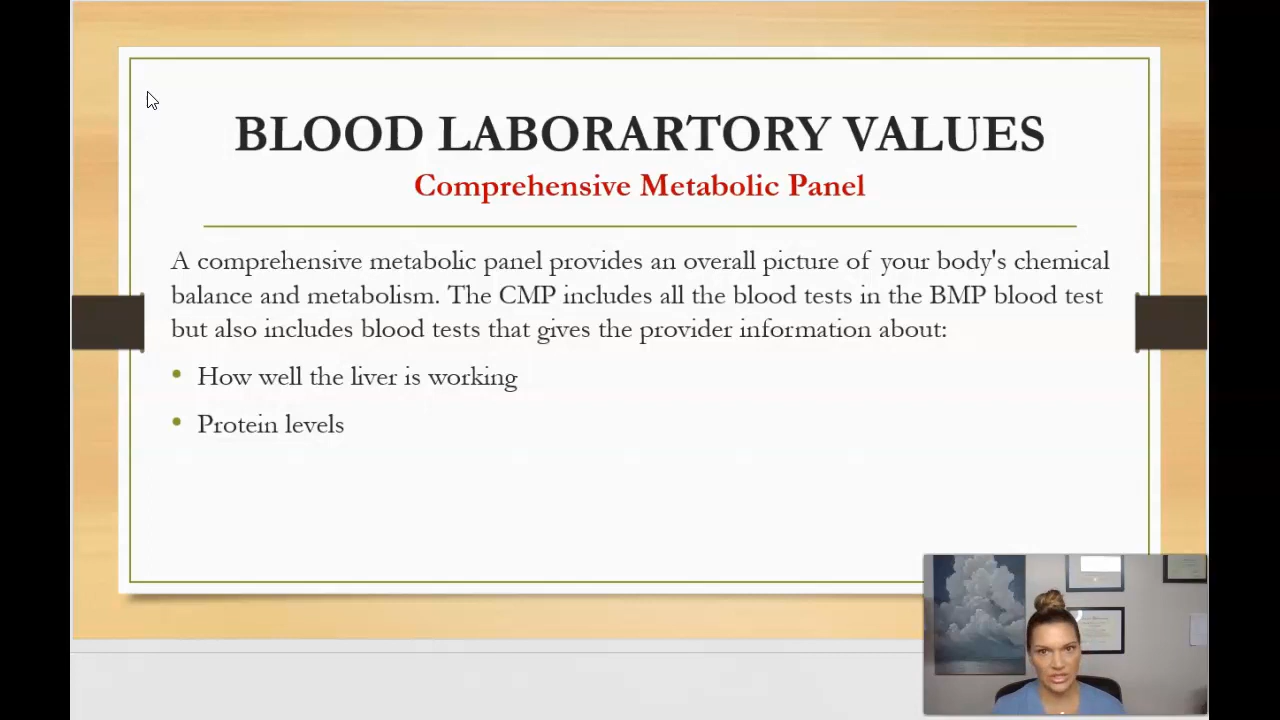 BLOOD LABORARTORY VALUES
Comprehensive Metabolic Panel
A comprehensive metabolic panel provides an overall picture of your body's chemical
balance and metabolism. The CMP includes all the blood tests in the BMP blood test
but also includes blood tests that gives the provider information about:
• How well the liver is working
• Protein levels